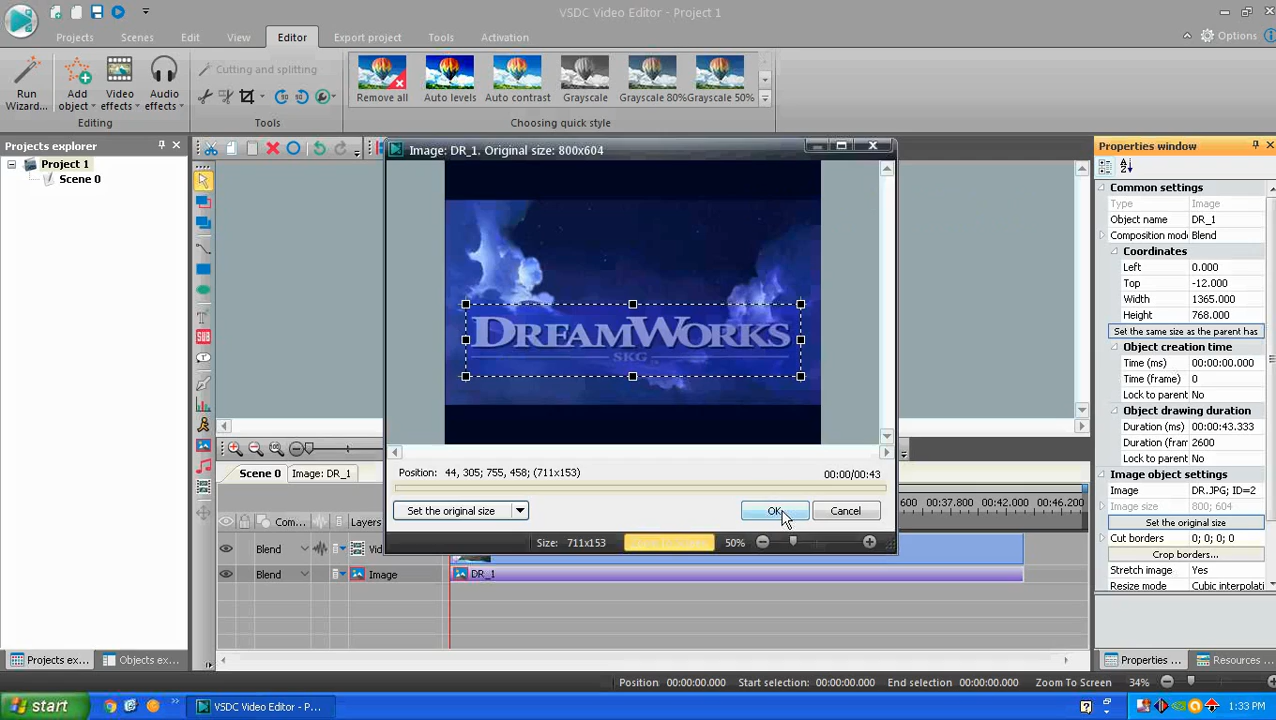 VSDC Video Editor - Project 1
Projects
Scenes
Edit
View
Editor
Export project
Tools
Activation
Options
Run Wizard...
Add object
Video effects
Audio effects
Cutting and splitting
Editing
Tools
Remove all
Auto levels
Auto contrast
Grayscale
Grayscale 80%
Grayscale 50%
Choosing quick style
Projects explorer
Project 1
Scene 0
SUB
Image: DR_1. Original size: 800x604
DREAMWORKS
SKG
Position: 44, 305; 755, 458; (711x153)
00:00/00:43
Set the original size
OK
Cancel
Size: 711x153
50%
Properties window
Common settings
Type Image
Object name DR_1
Composition mod Blend
Coordinates
Left 0.000
Top -12.000
Width 1365.000
Height 768.000
Set the same size as the parent has
Object creation time
Time (ms) 00:00:00.000
Time (frame) 0
Lock to parent No
Object drawing duration
Duration (ms) 00:00:43.333
Duration (fram 2600
Lock to parent No
Image object settings
Image DR.JPG; ID=2
Image size 800; 604
Set the original size
Cut borders 0; 0; 0; 0
Crop borders...
Stretch image Yes
Resize mode Cubic interpolati
Scene 0
Image: DR_1
600 00:00:37.800 00:00:42.000 00:00:46.200
Com...
Layers
Blend
Vid
Blend
Image
DR_1
Projects ex...
Objects ex...
Properties ...
Resources ...
Position: 00:00:00.000
Start selection: 00:00:00.000
End selection: 00:00:00.000
Zoom To Screen
34%
start
VSDC Video Editor - P...
1:33 PM